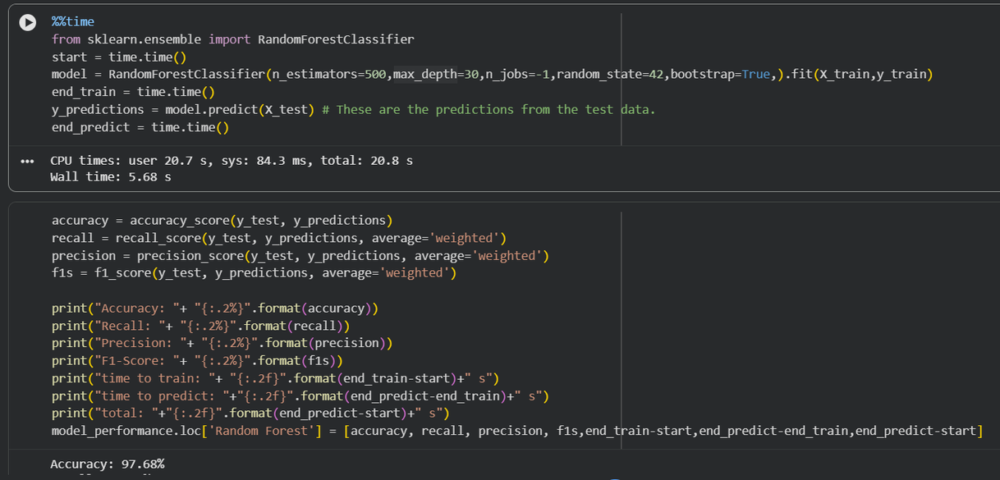 %%time
from sklearn.ensemble import RandomForestClassifier
start = time.time()
model = RandomForestClassifier(n_estimators=500,max_depth=30,n_jobs=-1,random_state=42,bootstrap=True,).fit(X_train,y_train)
end_train = time.time()
y_predictions = model.predict(X_test) # These are the predictions from the test data.
end_predict = time.time()
CPU times: user 20.7 s, sys: 84.3 ms, total: 20.8 s
Wall time: 5.68 s
accuracy = accuracy_score(y_test, y_predictions)
recall = recall_score(y_test, y_predictions, average='weighted')
precision = precision_score(y_test, y_predictions, average='weighted')
f1s = f1_score(y_test, y_predictions, average='weighted')
print("Accuracy: "+ "{:.2%}".format(accuracy))
print("Recall: "+ "{:.2%}".format(recall))
print("Precision: "+ "{:.2%}".format(precision))
print("F1-Score: "+ "{:.2%}".format(f1s))
print("time to train: "+ "{:.2f}".format(end_train-start)+" s")
print("time to predict: "+"{:.2f}".format(end_predict-end_train)+" s")
print("total: "+"{:.2f}".format(end_predict-start)+" s")
model_performance.loc['Random Forest'] = [accuracy, recall, precision, f1s,end_train-start,end_predict-end_train,end_predict-start]
Accuracy: 97.68%